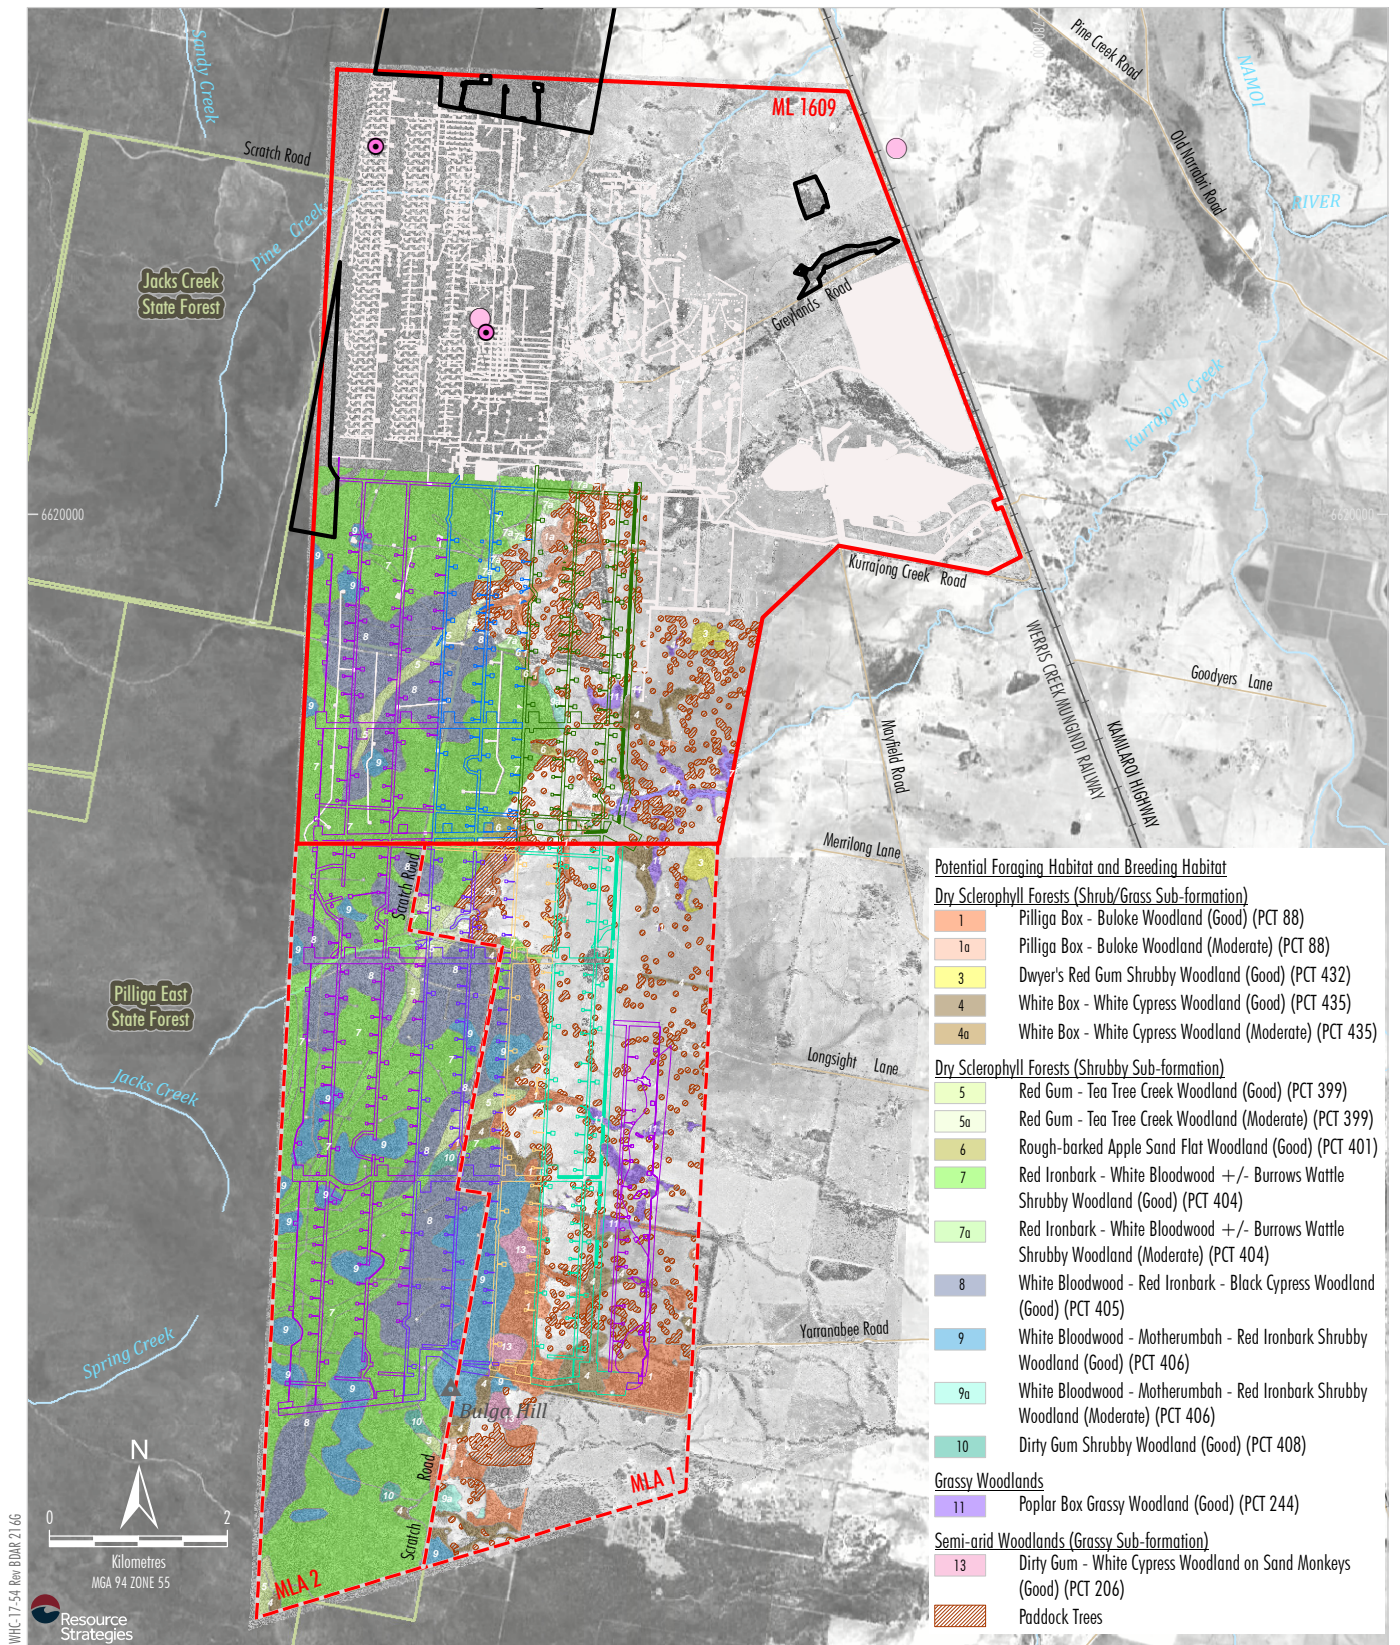 Sandy Creek
Scratch Road
Pine Creek
Jacks Creek
State Forest
ML 1609
Pine Creek Road
780000
NAMOI
RIVER
Old Narrabri Road
Greylands Road
Kurrajong Creek
6620000
6620000
Kurrajong Creek Road
WERRIS CREEK MUNGINDI RAILWAY
KAMILAROI HIGHWAY
Goodyers Lane
Mayfield Road
Merrilong Lane
Scratch Road
Pilliga East
State Forest
Jacks Creek
Longsight Lane
Yarranabee Road
Spring Creek
Bulga Hill
Scratch Road
MLA 1
MLA 2
N
0 2
Kilometres
MGA 94 ZONE 55
WHC-17-54 Rev BDAR 216G
Resource
Strategies
Potential Foraging Habitat and Breeding Habitat
Dry Sclerophyll Forests (Shrub/Grass Sub-formation)
1 Pilliga Box - Buloke Woodland (Good) (PCT 88)
1a Pilliga Box - Buloke Woodland (Moderate) (PCT 88)
3 Dwyer's Red Gum Shrubby Woodland (Good) (PCT 432)
4 White Box - White Cypress Woodland (Good) (PCT 435)
4a White Box - White Cypress Woodland (Moderate) (PCT 435)
Dry Sclerophyll Forests (Shrubby Sub-formation)
5 Red Gum - Tea Tree Creek Woodland (Good) (PCT 399)
5a Red Gum - Tea Tree Creek Woodland (Moderate) (PCT 399)
6 Rough-barked Apple Sand Flat Woodland (Good) (PCT 401)
7 Red Ironbark - White Bloodwood +/- Burrows Wattle
Shrubby Woodland (Good) (PCT 404)
7a Red Ironbark - White Bloodwood +/- Burrows Wattle
Shrubby Woodland (Moderate) (PCT 404)
8 White Bloodwood - Red Ironbark - Black Cypress Woodland
(Good) (PCT 405)
9 White Bloodwood - Motherumbah - Red Ironbark Shrubby
Woodland (Good) (PCT 406)
9a White Bloodwood - Motherumbah - Red Ironbark Shrubby
Woodland (Moderate) (PCT 406)
10 Dirty Gum Shrubby Woodland (Good) (PCT 408)
Grassy Woodlands
11 Poplar Box Grassy Woodland (Good) (PCT 244)
Semi-arid Woodlands (Grassy Sub-formation)
13 Dirty Gum - White Cypress Woodland on Sand Monkeys
(Good) (PCT 206)
Paddock Trees